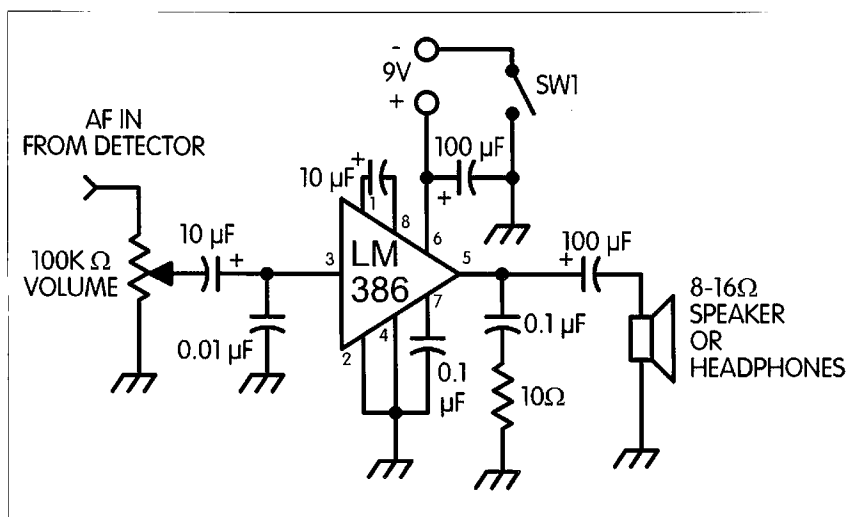 AF IN
FROM DETECTOR
100K Ω
VOLUME
10 µF
+
0.01 µF
3
LM
386
10 µF
+
1
8
6
5
7
4
2
-
9V
+
SW1
100 µF
+
0.1
µF
0.1 µF
10Ω
100 µF
+
8-16Ω
SPEAKER
OR
HEADPHONES